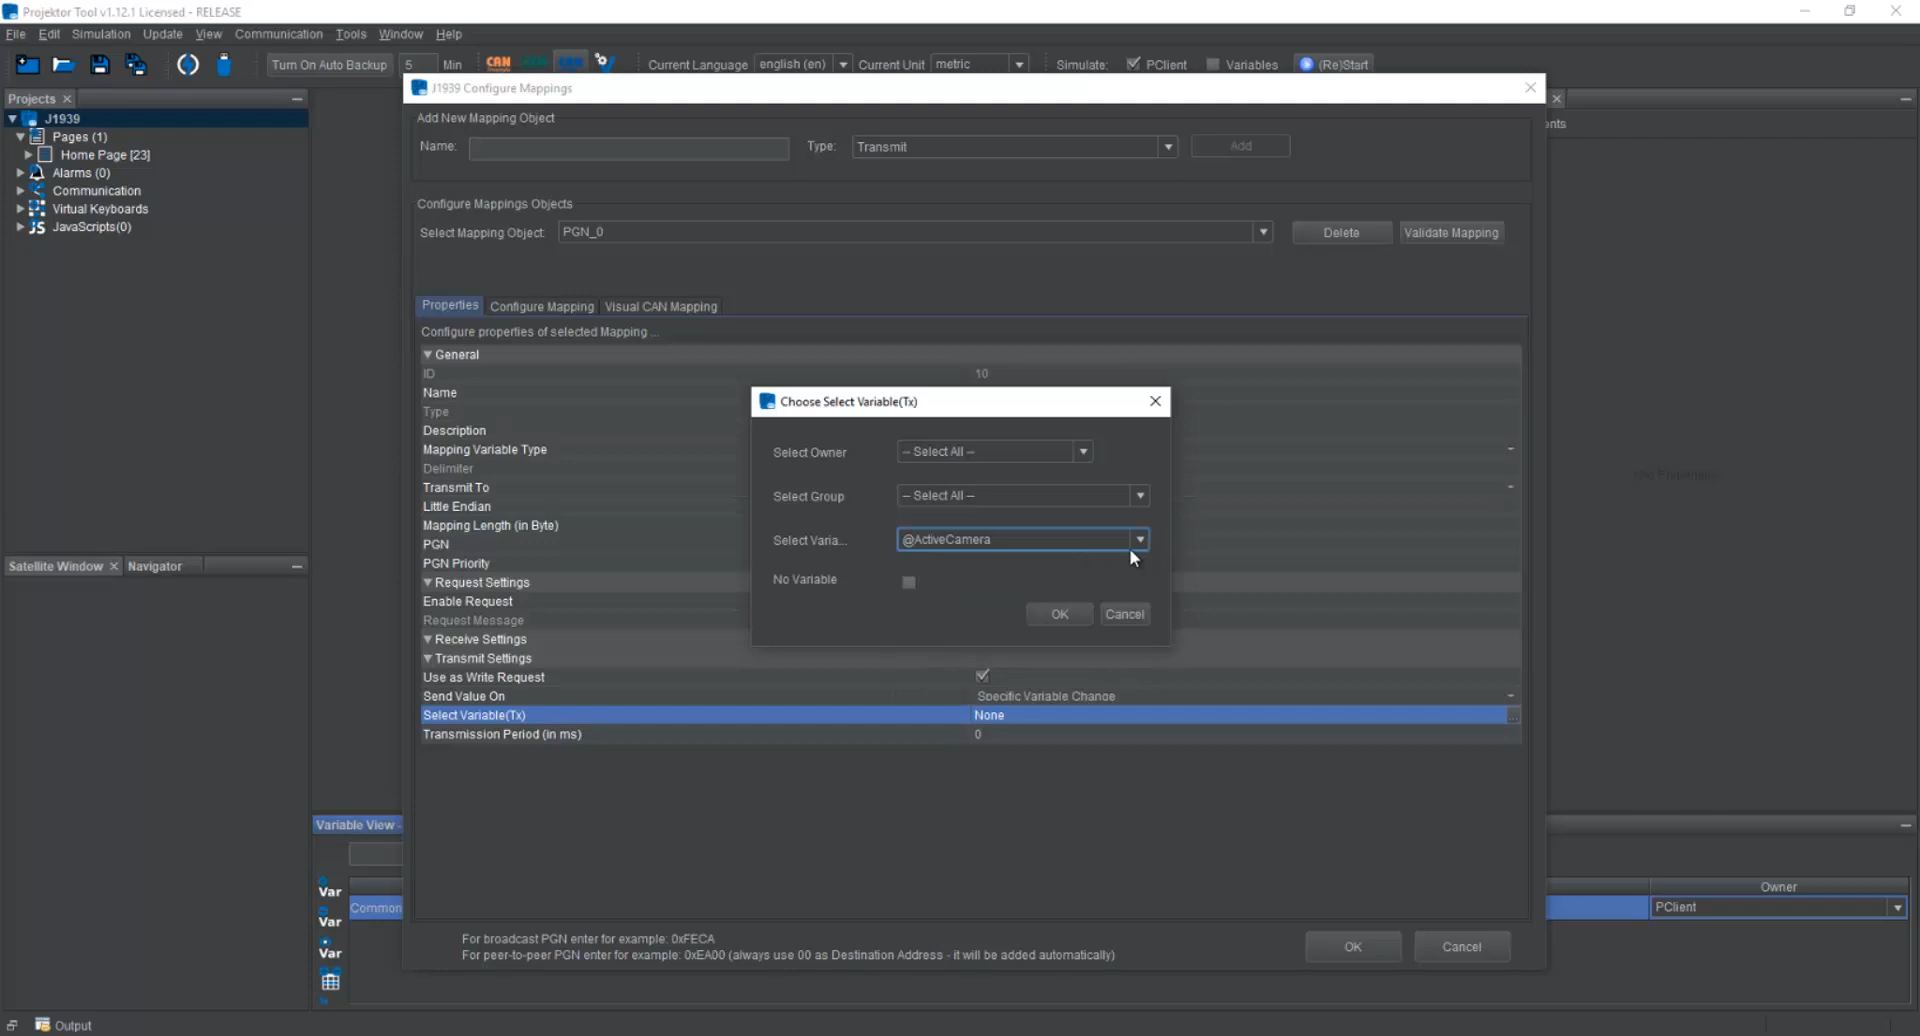 Projektor Tool v1.12.1 Licensed - RELEASE
File Edit Simulation Update View Communication Tools Window Help
Turn On Auto Backup 5 Min CAN Current Language english (en) Current Unit metric Simulate: PClient Variables (Re)Start
Projects
J1939
Pages (1)
Home Page [23]
Alarms (0)
Communication
Virtual Keyboards
JS JavaScripts(0)
Satellite Window Navigator
J1939 Configure Mappings
Add New Mapping Object
Name: Type: Transmit Add
Configure Mappings Objects
Select Mapping Object: PGN_0 Delete Validate Mapping
Properties Configure Mapping Visual CAN Mapping
Configure properties of selected Mapping ...
General
ID 10
Name
Type
Description
Mapping Variable Type
Delimiter
Transmit To
Little Endian
Mapping Length (in Byte)
PGN
PGN Priority
Request Settings
Enable Request
Request Message
Receive Settings
Transmit Settings
Use as Write Request
Send Value On Specific Variable Change
Select Variable(Tx) None ...
Transmission Period (in ms) 0
Choose Select Variable(Tx)
Select Owner -- Select All --
Select Group -- Select All --
Select Varia... @ActiveCamera
No Variable
OK Cancel
For broadcast PGN enter for example: 0xFECA
For peer-to-peer PGN enter for example: 0xEA00 (always use 00 as Destination Address - it will be added automatically)
OK Cancel
ents
Variable View -
Var
Var
Var
Common
Owner
PClient
Output